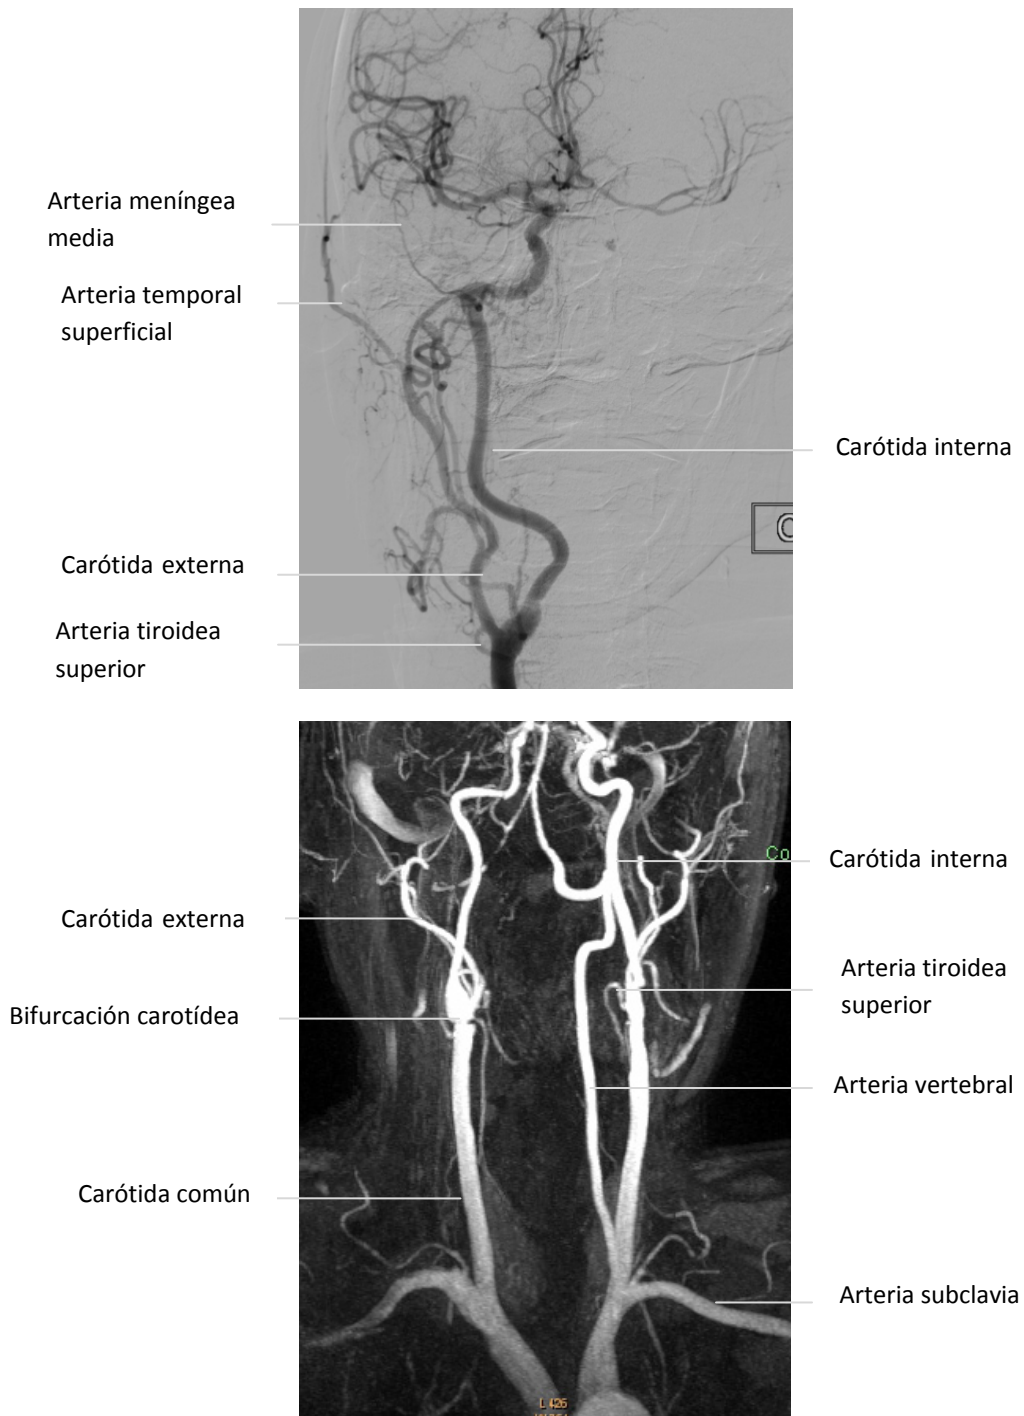 Arteria meníngea
media
Arteria temporal
superficial
Carótida interna
Carótida externa
Arteria tiroidea
superior
Co
Carótida interna
Carótida externa
Arteria tiroidea
superior
Bifurcación carotídea
Arteria vertebral
Carótida común
Arteria subclavia